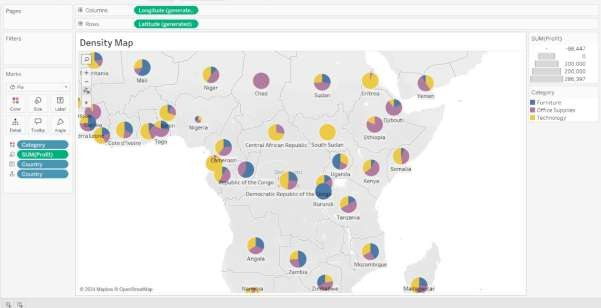 Pages
Columns
Longitude (generate..
Rows
Latitude (generated)
Filters
Density Map
SUM(Profit)
-98,447
0
100,000
200,000
286,397
Marks
Pie
Color
Size
Label
Detail
Tooltip
Angle
Category
SUM(Profit)
Country
Country
Category
Furniture
Office Supplies
Technology
Mali
Niger
Chad
Sudan
Eritrea
Yemen
Djibouti
Nigeria
Cote d'Ivoire
Togo
Central African Republic
South Sudan
Ethiopia
Cameroon
Somalia
Uganda
Kenya
Republic of the Congo
Democratic Republic of the Congo
Burundi
Tanzania
Angola
Zambia
Mozambique
Namibia
Zimbabwe
Madagascar
© 2024 Mapbox © OpenStreetMap